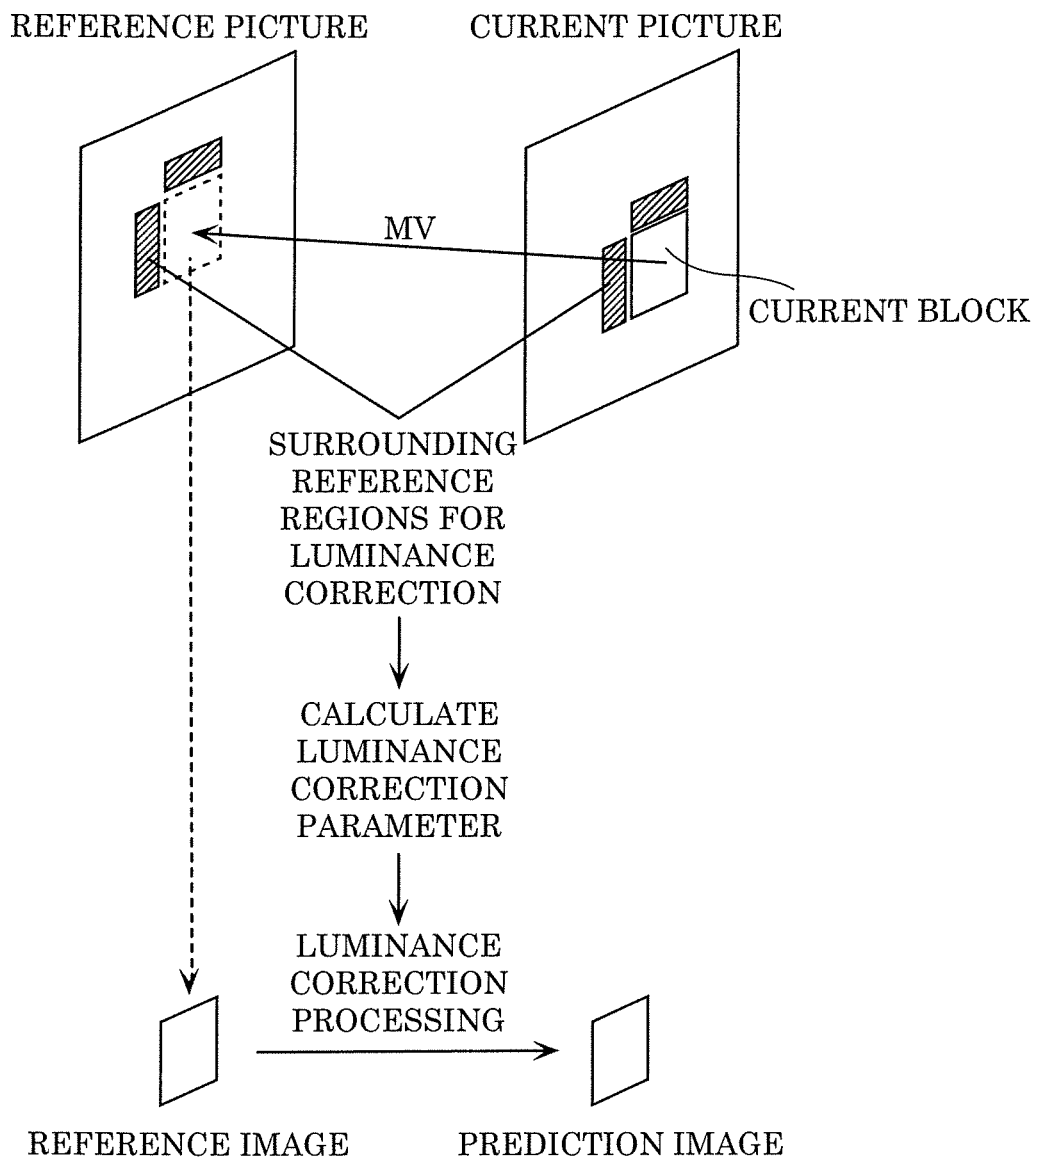 REFERENCE PICTURE
CURRENT PICTURE
MV
CURRENT BLOCK
SURROUNDING
REFERENCE
REGIONS FOR
LUMINANCE
CORRECTION
CALCULATE
LUMINANCE
CORRECTION
PARAMETER
LUMINANCE
CORRECTION
PROCESSING
REFERENCE IMAGE
PREDICTION IMAGE